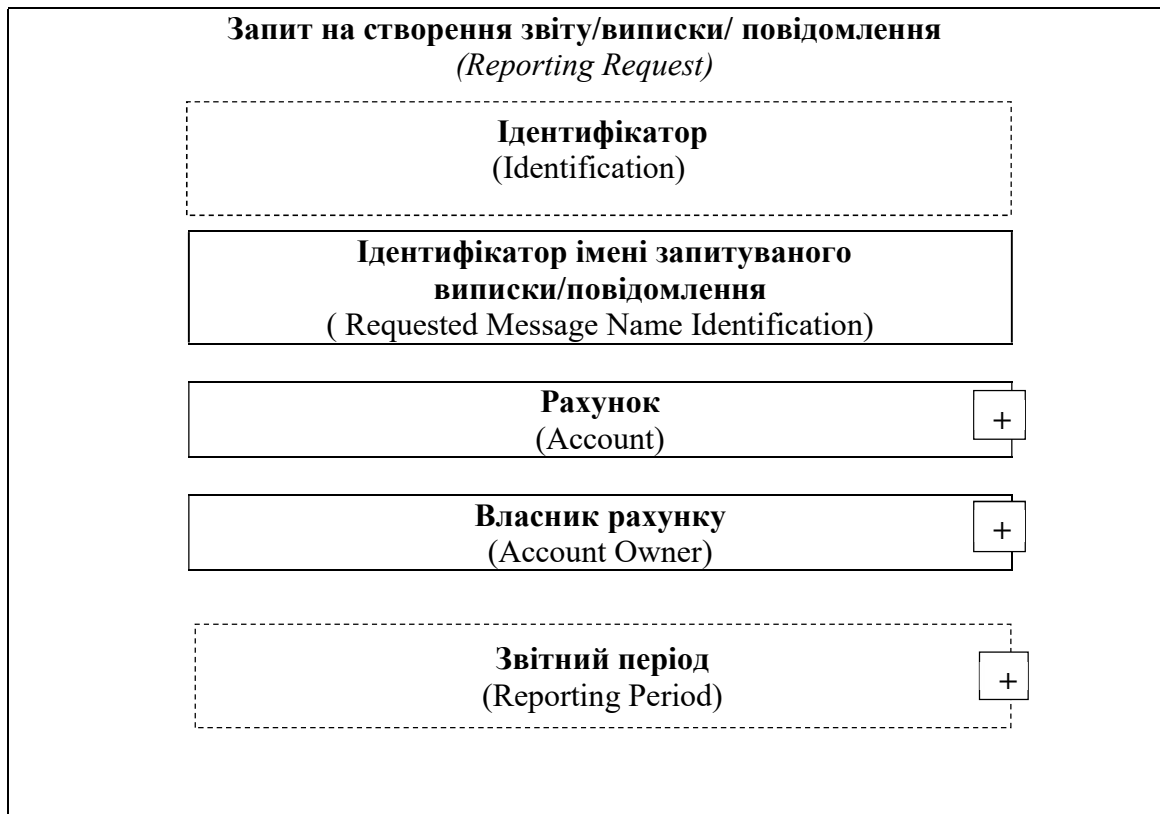 Запит на створення звіту/виписки/ повідомлення
(Reporting Request)
Ідентифікатор
(Identification)
Ідентифікатор імені запитуваного
виписки/повідомлення
( Requested Message Name Identification)
Рахунок
(Account)
+
Власник рахунку
(Account Owner)
+
Звітний період
(Reporting Period)
+